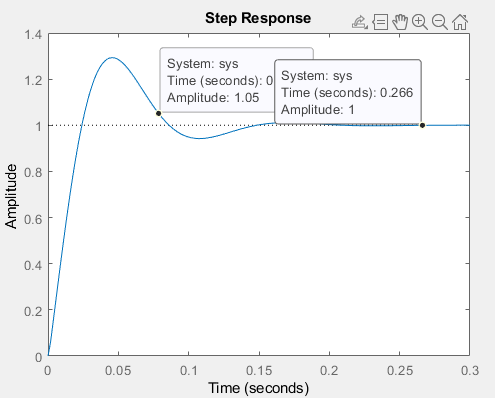 Step Response
System: sys
Time (seconds): 0
Amplitude: 1.05
System: sys
Time (seconds): 0.266
Amplitude: 1
1.4
1.2
1
0.8
0.6
0.4
0.2
0
Amplitude
0
0.05
0.1
0.15
0.2
0.25
0.3
Time (seconds)